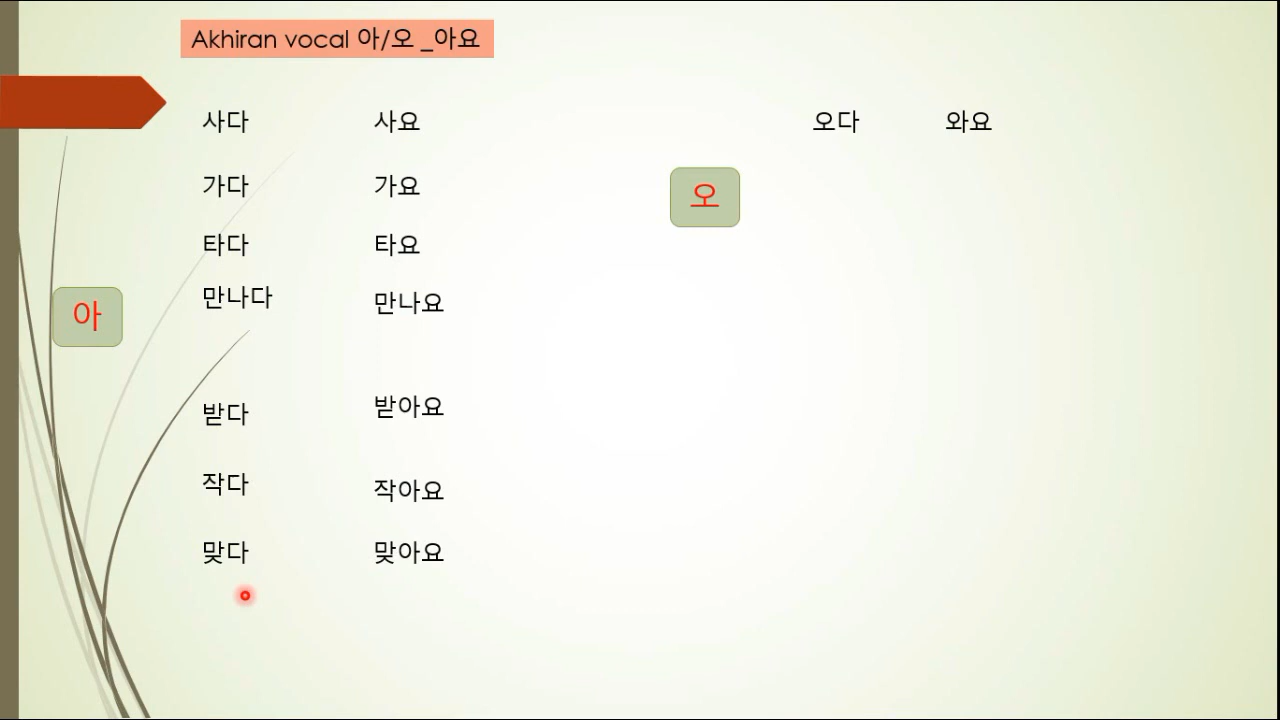 Akhiran vocal 아/오 _아요
사다 사요
오다 와요
가다 가요
오
타다 타요
만나다 만나요
아
받다 받아요
작다 작아요
맞다 맞아요